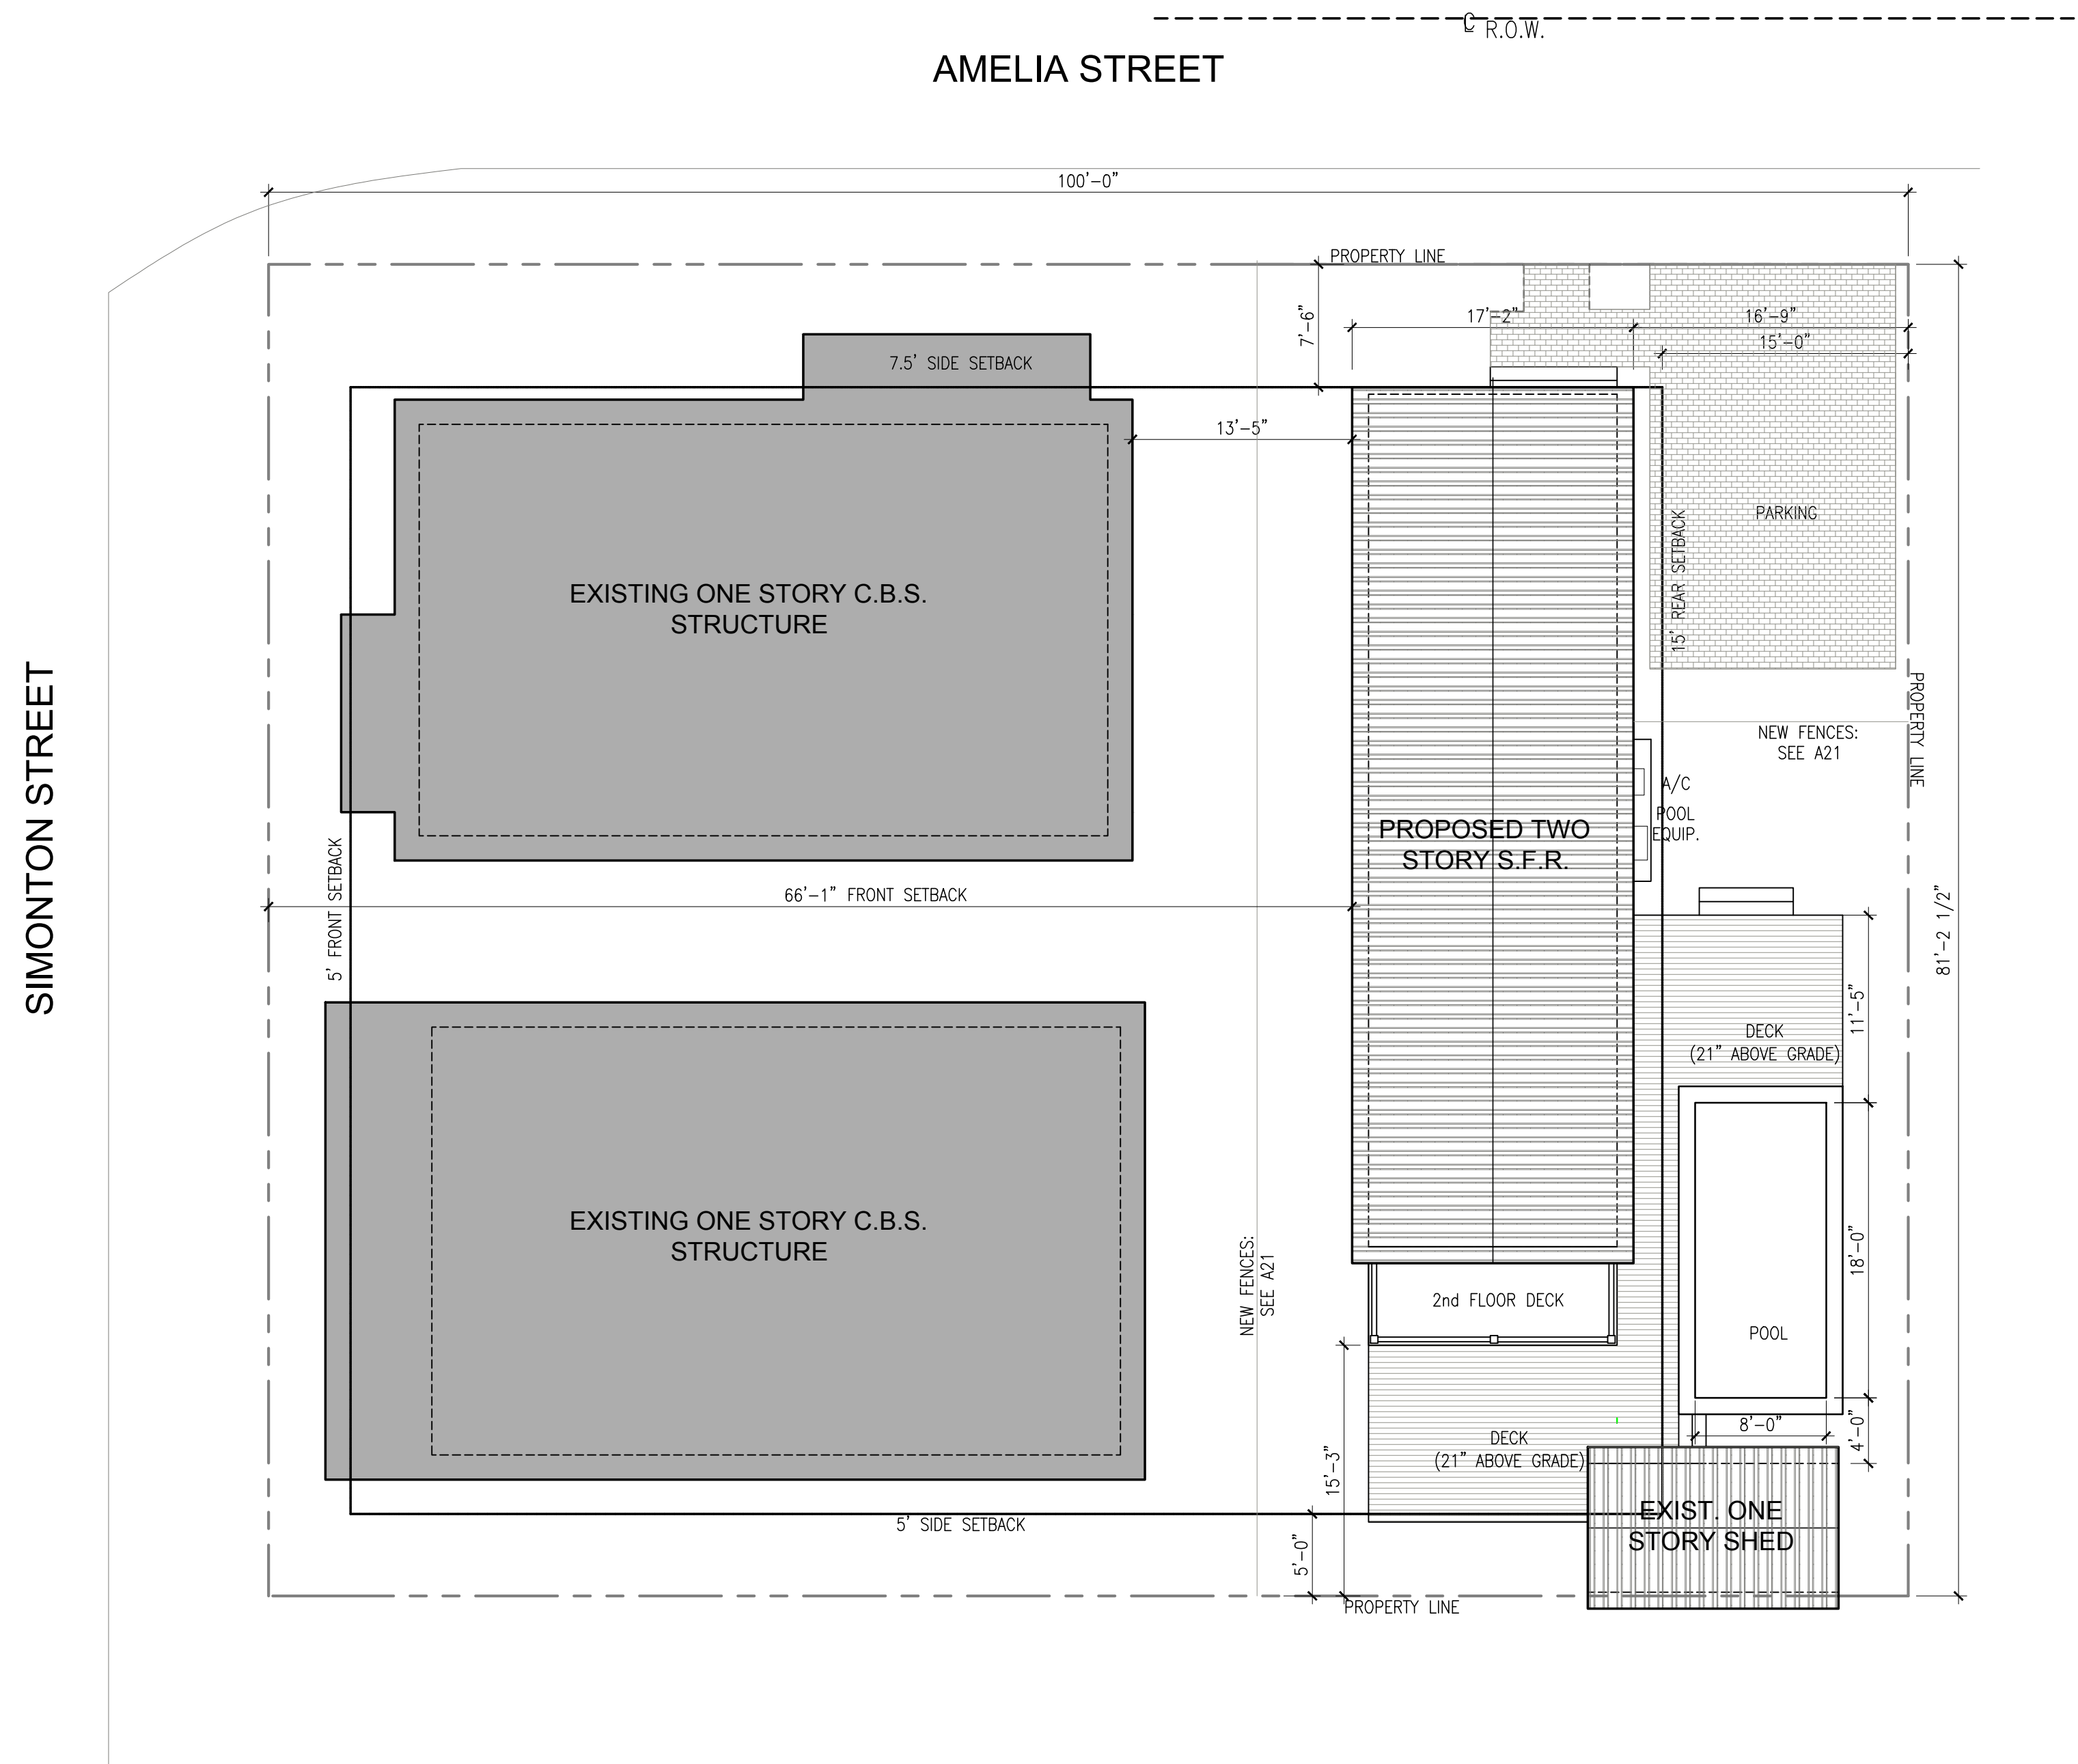 ℄ R.O.W.
AMELIA STREET
100'-0"
PROPERTY LINE
7'-6"
17'-2"
16'-9"
15'-0"
7.5' SIDE SETBACK
13'-5"
PARKING
15' REAR SETBACK
EXISTING ONE STORY C.B.S.
STRUCTURE
SIMONTON STREET
PROPERTY LINE
NEW FENCES:
SEE A21
A/C
POOL
EQUIP.
PROPOSED TWO
STORY S.F.R.
66'-1" FRONT SETBACK
5' FRONT SETBACK
81'-2 1/2"
11'-5"
DECK
(21" ABOVE GRADE)
EXISTING ONE STORY C.B.S.
STRUCTURE
NEW FENCES:
SEE A21
18'-0"
2nd FLOOR DECK
POOL
8'-0"
4'-0"
DECK
(21" ABOVE GRADE)
15'-3"
EXIST. ONE
STORY SHED
5' SIDE SETBACK
5'-0"
PROPERTY LINE